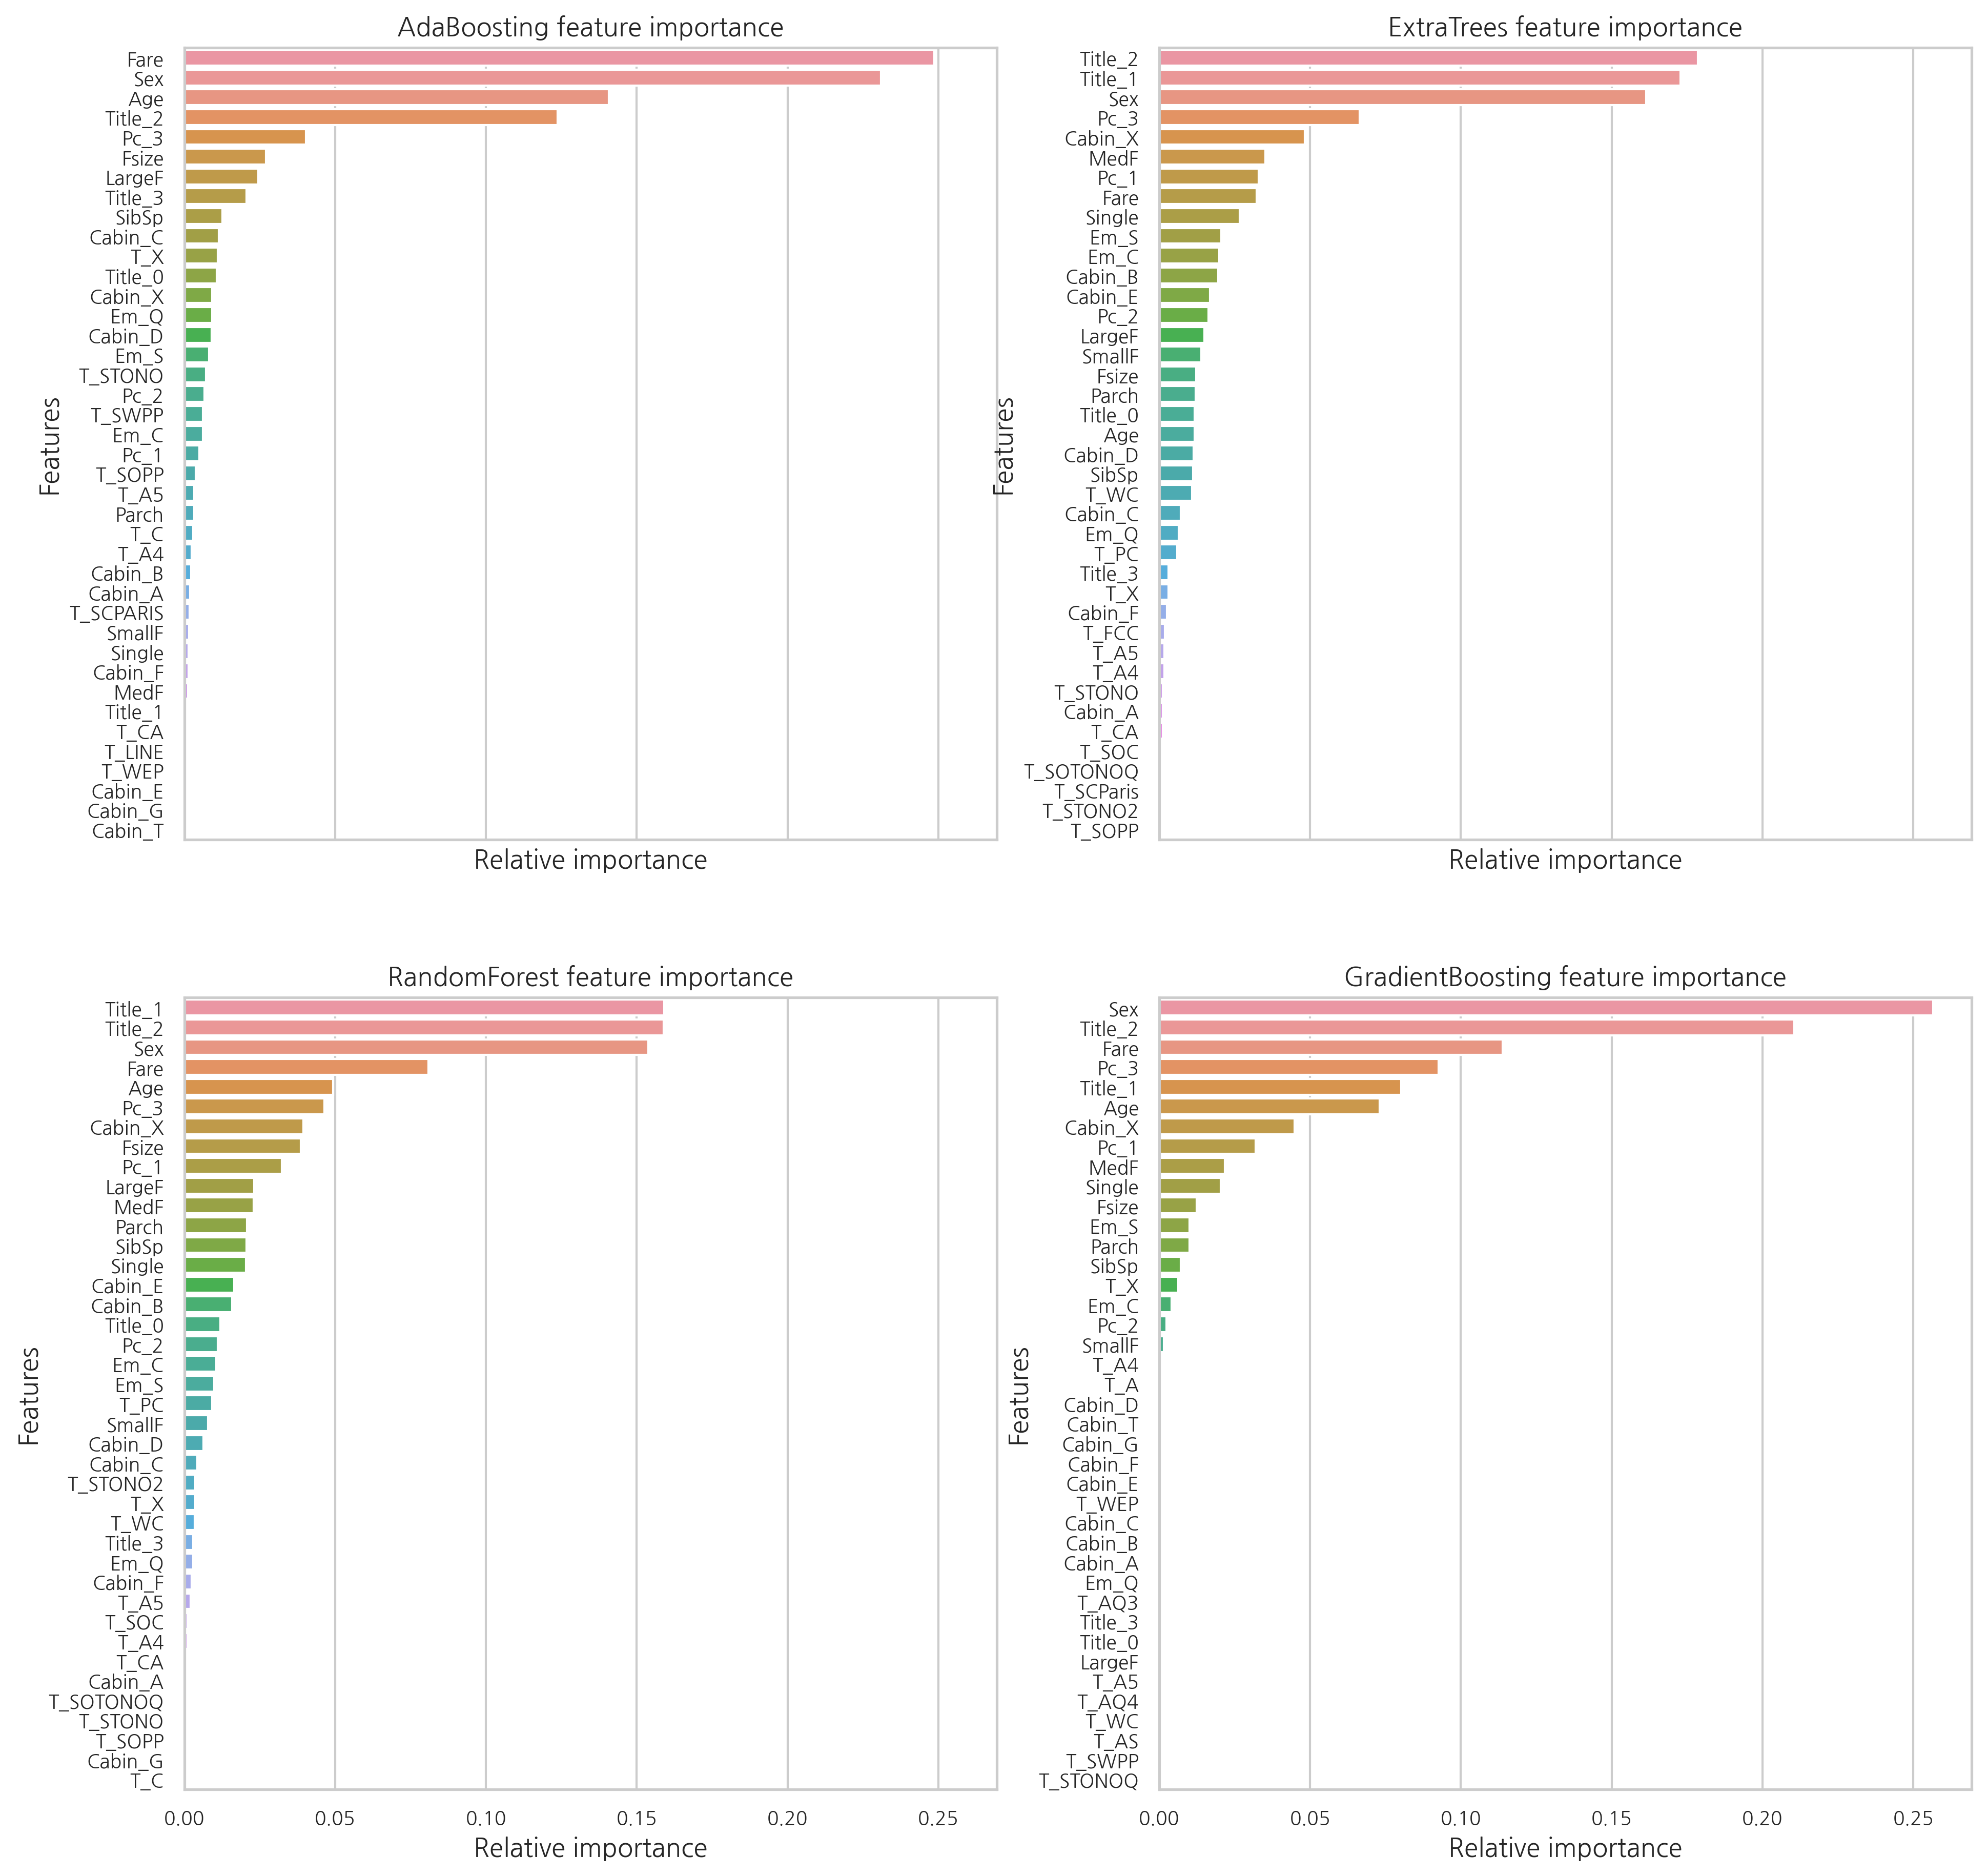 AdaBoosting feature importance
Fare
Sex
Age
Title_2
Pc_3
Fsize
LargeF
Title_3
SibSp
Cabin_C
T_X
Title_0
Cabin_X
Em_Q
Cabin_D
Em_S
T_STONO
Pc_2
T_SWPP
Em_C
Pc_1
T_SOPP
T_A5
Parch
T_C
T_A4
Cabin_B
Cabin_A
T_SCPARIS
SmallF
Single
Cabin_F
MedF
Title_1
T_CA
T_LINE
T_WEP
Cabin_E
Cabin_G
Cabin_T
Features
Relative importance
ExtraTrees feature importance
Title_2
Title_1
Sex
Pc_3
Cabin_X
MedF
Pc_1
Fare
Single
Em_S
Em_C
Cabin_B
Cabin_E
Pc_2
LargeF
SmallF
Fsize
Parch
Title_0
Age
Cabin_D
SibSp
T_WC
Cabin_C
Em_Q
T_PC
Title_3
T_X
Cabin_F
T_FCC
T_A5
T_A4
T_STONO
Cabin_A
T_CA
T_SOC
T_SOTONOQ
T_SCParis
T_STONO2
T_SOPP
Features
Relative importance
RandomForest feature importance
Title_1
Title_2
Sex
Fare
Age
Pc_3
Cabin_X
Fsize
Pc_1
LargeF
MedF
Parch
SibSp
Single
Cabin_E
Cabin_B
Title_0
Pc_2
Em_C
Em_S
T_PC
SmallF
Cabin_D
Cabin_C
T_STONO2
T_X
T_WC
Title_3
Em_Q
Cabin_F
T_A5
T_SOC
T_A4
T_CA
Cabin_A
T_SOTONOQ
T_STONO
T_SOPP
Cabin_G
T_C
Features
0.00 0.05 0.10 0.15 0.20 0.25
Relative importance
GradientBoosting feature importance
Sex
Title_2
Fare
Pc_3
Title_1
Age
Cabin_X
Pc_1
MedF
Single
Fsize
Em_S
Parch
SibSp
T_X
Em_C
Pc_2
SmallF
T_A4
T_A
Cabin_D
Cabin_T
Cabin_G
Cabin_F
Cabin_E
T_WEP
Cabin_C
Cabin_B
Cabin_A
Em_Q
T_AQ3
Title_3
Title_0
LargeF
T_A5
T_AQ4
T_WC
T_AS
T_SWPP
T_STONOQ
Features
0.00 0.05 0.10 0.15 0.20 0.25
Relative importance